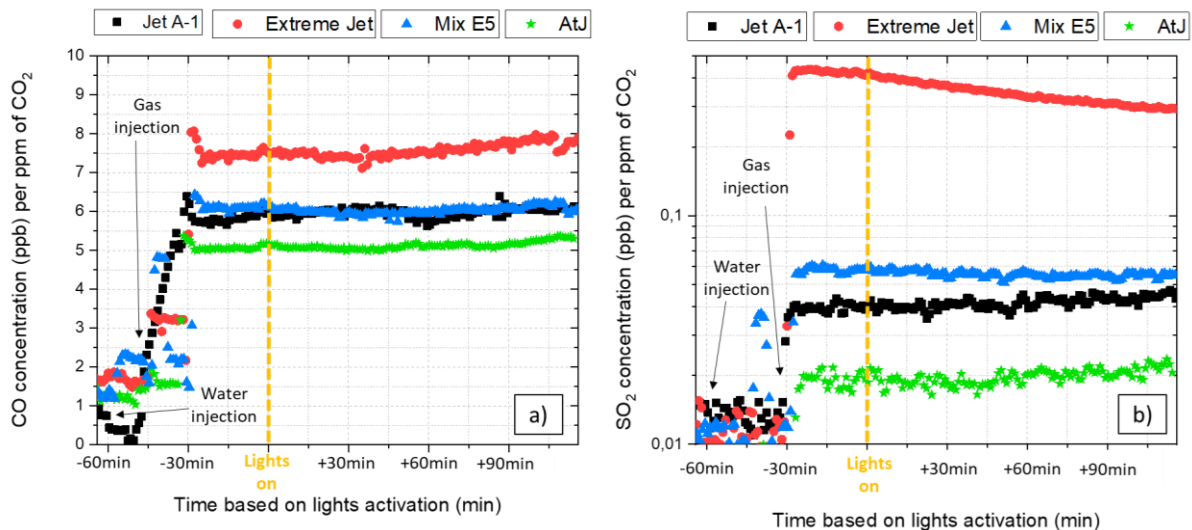 Jet A-1 Extreme Jet Mix E5 AtJ
CO concentration (ppb) per ppm of CO₂
10
9
8
7
6
5
4
3
2
1
0
Gas
injection
Water
injection
a)
-60min -30min Lights +30min +60min +90min
on
Time based on lights activation (min)
Jet A-1 Extreme Jet Mix E5 AtJ
SO₂ concentration (ppb) per ppm of CO₂
0,1
0,01
Gas
injection
Water
injection
b)
-60min -30min Lights +30min +60min +90min
on
Time based on lights activation (min)